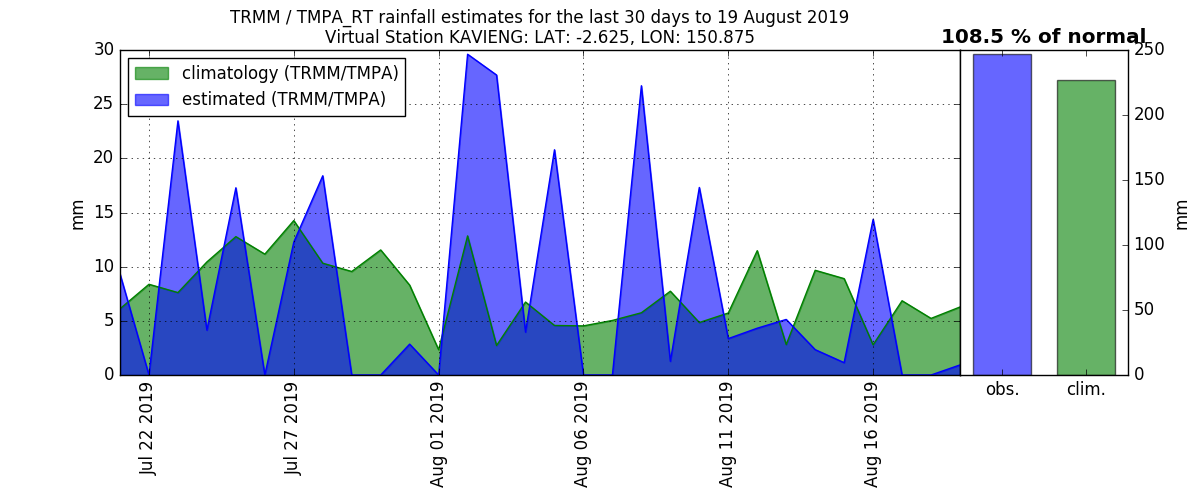 TRMM / TMPA_RT rainfall estimates for the last 30 days to 19 August 2019
Virtual Station KAVIENG: LAT: -2.625, LON: 150.875
108.5 % of normal
climatology (TRMM/TMPA)
estimated (TRMM/TMPA)
30
25
20
15
10
5
0
mm
Jul 22 2019
Jul 27 2019
Aug 01 2019
Aug 06 2019
Aug 11 2019
Aug 16 2019
250
200
150
100
50
0
mm
obs.
clim.